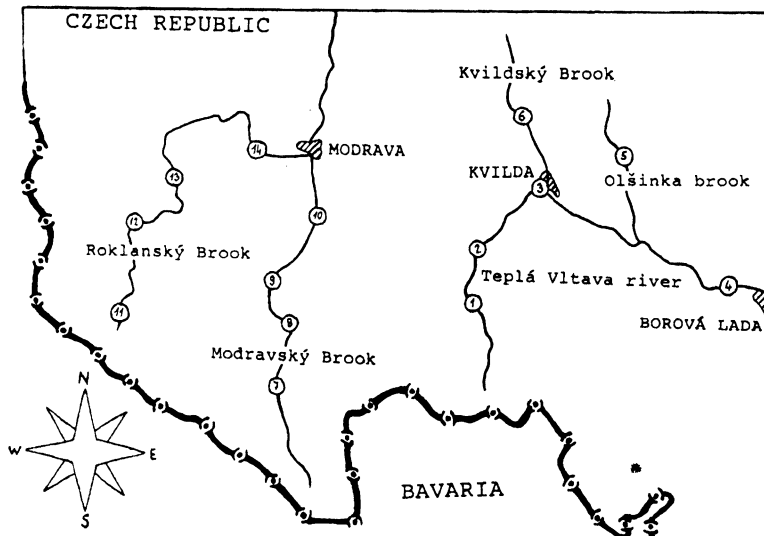 CZECH REPUBLIC
Kvildský Brook
6
14
MODRAVA
5
13
KVILDA
3
Olšinka brook
12
10
Roklanský Brook
2
9
Teplá Vltava river
4
11
8
1
BOROVÁ LADA
Modravský Brook
7
N
W
E
S
BAVARIA
*